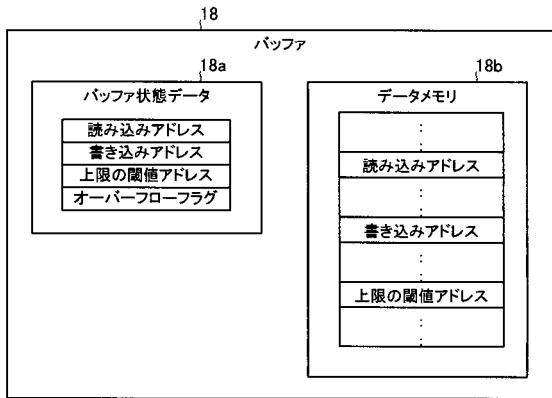 18
バッファ
18a
バッファ状態データ
読み込みアドレス
書き込みアドレス
上限の閾値アドレス
オーバーフローフラグ
18b
データメモリ
:
読み込みアドレス
:
書き込みアドレス
:
上限の閾値アドレス
: